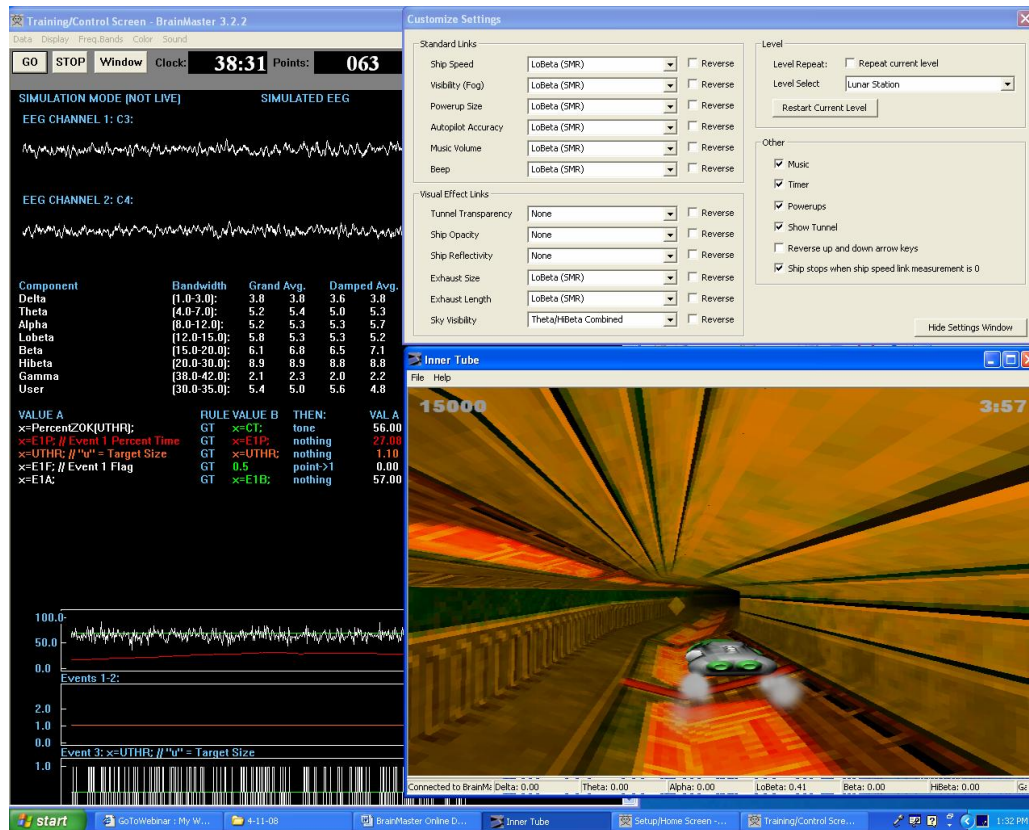 Training/Control Screen - BrainMaster 3.2.2
Data Display Freq.Bands Color Sound
GO STOP Window Clock: 38:31 Points: 063
SIMULATION MODE (NOT LIVE) SIMULATED EEG
EEG CHANNEL 1: C3:
EEG CHANNEL 2: C4:
Component Bandwidth Grand Avg. Damped Avg.
Delta (1.0-3.0): 3.8 3.8 3.6 3.8
Theta (4.0-7.0): 5.2 5.4 5.0 5.3
Alpha (8.0-12.0): 5.2 5.3 5.3 5.7
Lobeta (12.0-15.0): 5.8 5.3 5.3 5.2
Beta (15.0-20.0): 6.1 6.8 6.5 7.1
Hibeta (20.0-30.0): 8.9 8.9 8.8 8.8
Gamma (38.0-42.0): 2.1 2.3 2.0 2.2
User (30.0-35.0): 5.4 5.0 5.6 4.8
VALUE A RULE VALUE B THEN: VAL A
x=PercentZOK(UTHR); GT x=CT; tone 56.00
x=E1P; // Event 1 Percent Time GT x=E1P; nothing 27.08
x=UTHR; // "u" = Target Size GT x=UTHR; nothing 1.10
x=E1F; // Event 1 Flag GT 0.5 point->1 0.00
x=E1A; GT x=E1B; nothing 57.00
100.0
50.0
0.0
Events 1-2:
2.0
1.0
0.0
Event 3: x=UTHR; // "u" = Target Size
1.0
Customize Settings
Standard Links
Ship Speed LoBeta (SMR) Reverse
Visibility (Fog) LoBeta (SMR) Reverse
Powerup Size LoBeta (SMR) Reverse
Autopilot Accuracy LoBeta (SMR) Reverse
Music Volume LoBeta (SMR) Reverse
Beep LoBeta (SMR) Reverse
Visual Effect Links
Tunnel Transparency None Reverse
Ship Opacity None Reverse
Ship Reflectivity None Reverse
Exhaust Size LoBeta (SMR) Reverse
Exhaust Length LoBeta (SMR) Reverse
Sky Visibility Theta/HiBeta Combined Reverse
Level
Level Repeat: Repeat current level
Level Select Lunar Station
Restart Current Level
Other
Music
Timer
Powerups
Show Tunnel
Reverse up and down arrow keys
Ship stops when ship speed link measurement is 0
Hide Settings Window
Inner Tube
File Help
15000 3:57
Connected to BrainMa Delta: 0.00 Theta: 0.00 Alpha: 0.00 LoBeta: 0.41 Beta: 0.00 HiBeta: 0.00 Ga
start GoToWebinar : My W... 4-11-08 BrainMaster Online D... Inner Tube Setup/Home Screen -... Training/Control Scre... 1:32 PM